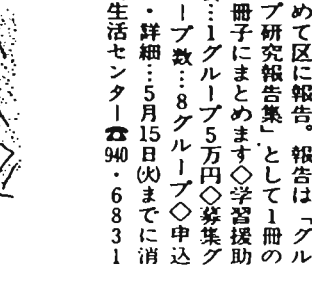 めて区に報告。報告は「グル
プ研究報告集」として1冊の
冊子にまとめます◇学習援助
…1グループ5万円◇募集グ
ープ数…8グループ◇申込
・詳細…5月15日(火)までに消
生活センター☎940・6831